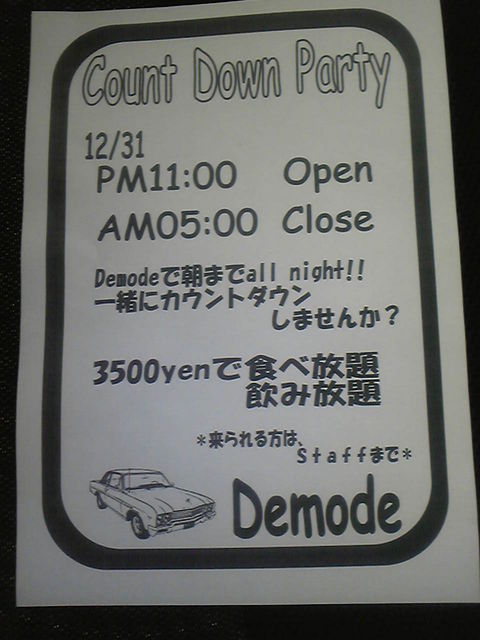 Count Down Party
12/31
PM11:00 Open
AM05:00 Close
Demodeで朝までall night!!
一緒にカウントダウン
しませんか？
3500yenで食べ放題
飲み放題
*来られる方は、
Staffまで*
Demode